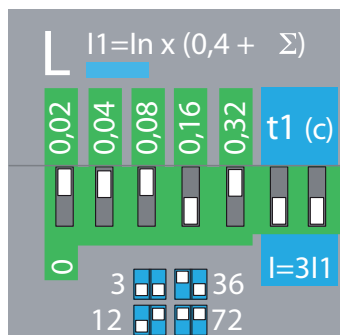 L I1=In x (0,4 + Σ)
0,02 0,04 0,08 0,16 0,32 t1 (c)
0 I=3I1
3 36
12 72